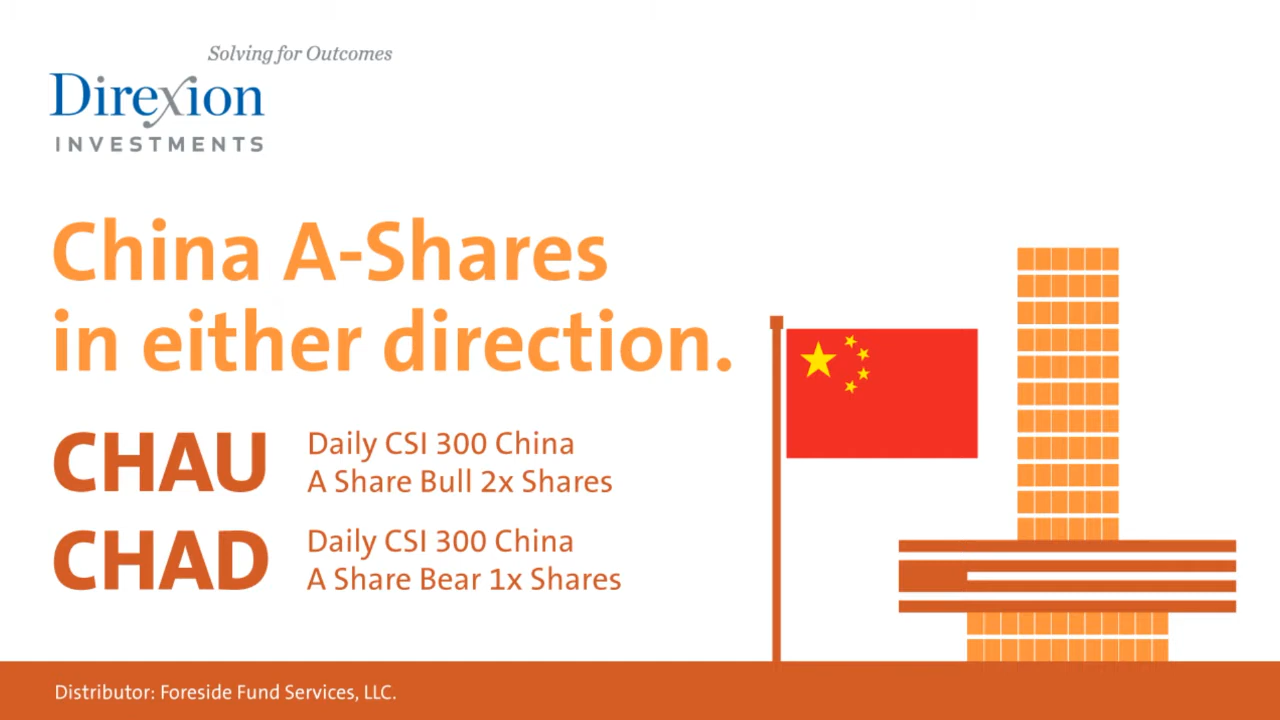 Solving for Outcomes
Direxion
INVESTMENTS
China A-Shares
in either direction.
CHAU
Daily CSI 300 China
A Share Bull 2x Shares
CHAD
Daily CSI 300 China
A Share Bear 1x Shares
Distributor: Foreside Fund Services, LLC.